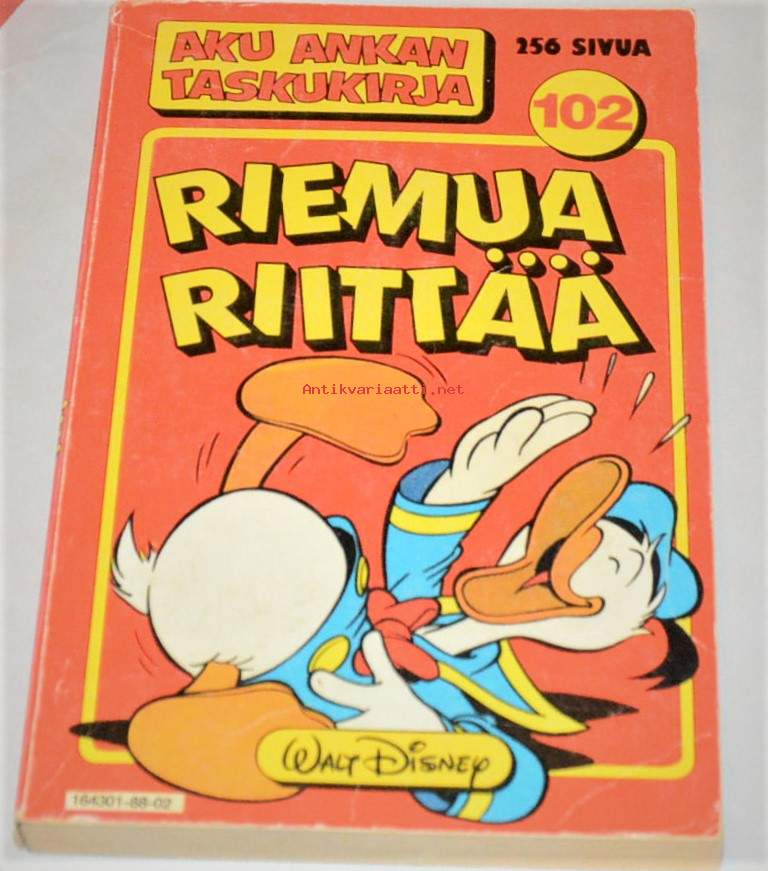 AKU ANKAN
TASKUKIRJA
256 SIVUA
102
RIEMUA
RIITTÄÄ
Antikvariaatti.net
WALT DISNEY
164301-88-02